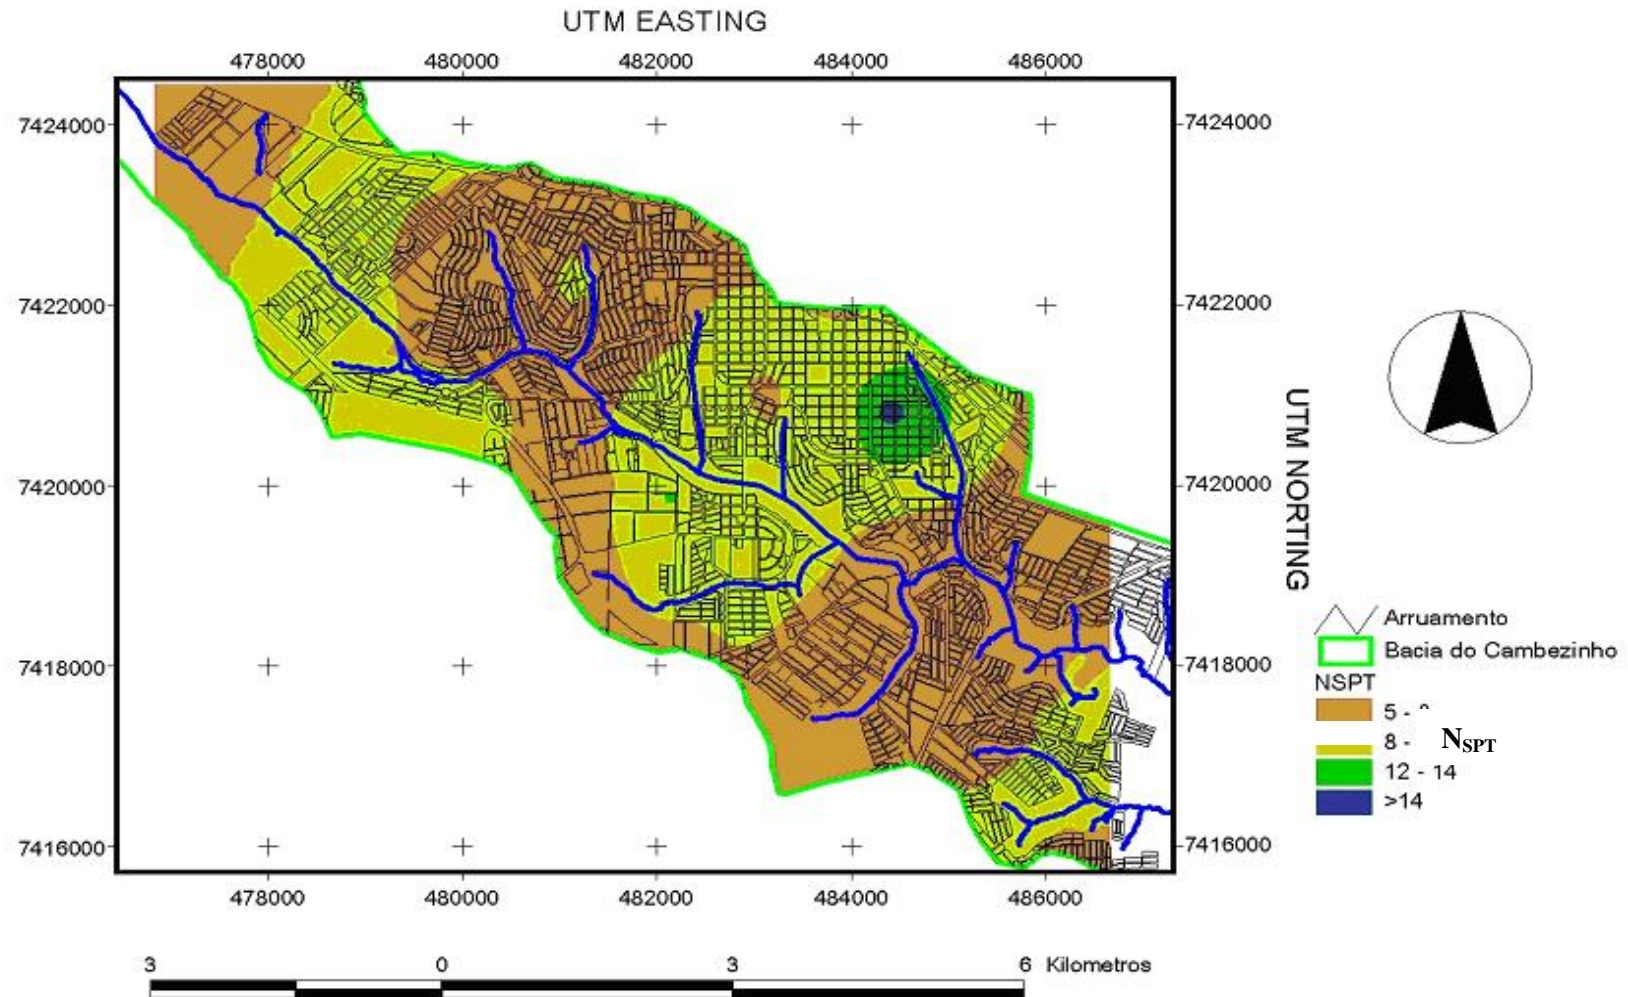 UTM EASTING
478000 480000 482000 484000 486000
7424000 7424000
7422000 7422000
7420000 7420000
7418000 7418000
7416000 7416000
478000 480000 482000 484000 486000
UTM NORTING
Arruamento
Bacia do Cambezinho
NSPT
5 -
8 - NSPT
12 - 14
>14
3 0 3 6 Kilometros